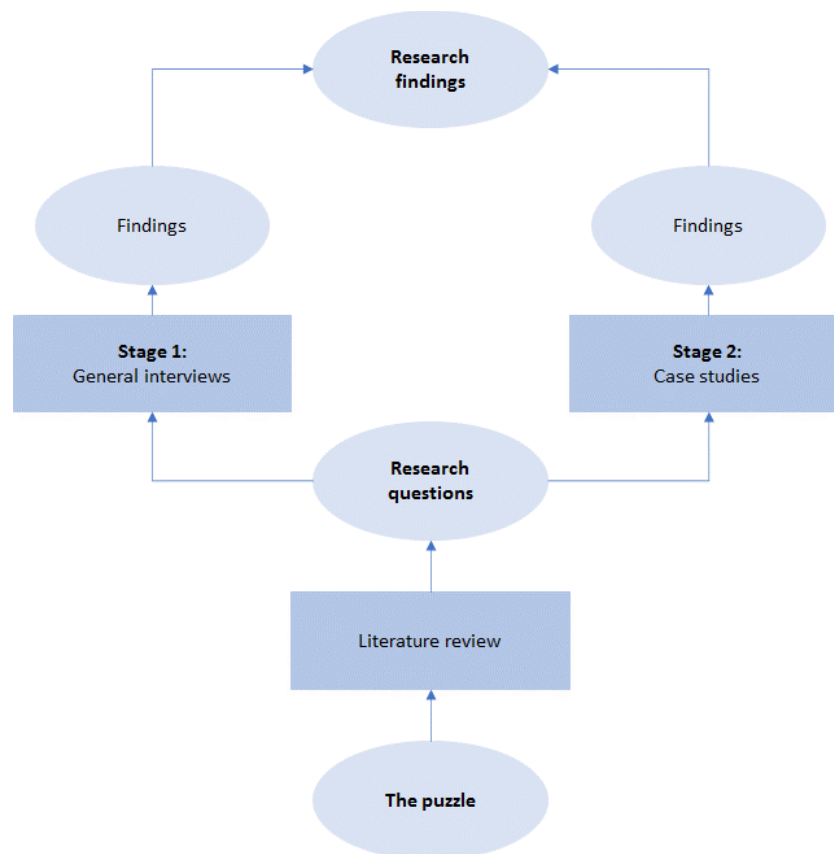 Research
findings
Findings
Findings
Stage 1:
General interviews
Stage 2:
Case studies
Research
questions
Literature review
The puzzle